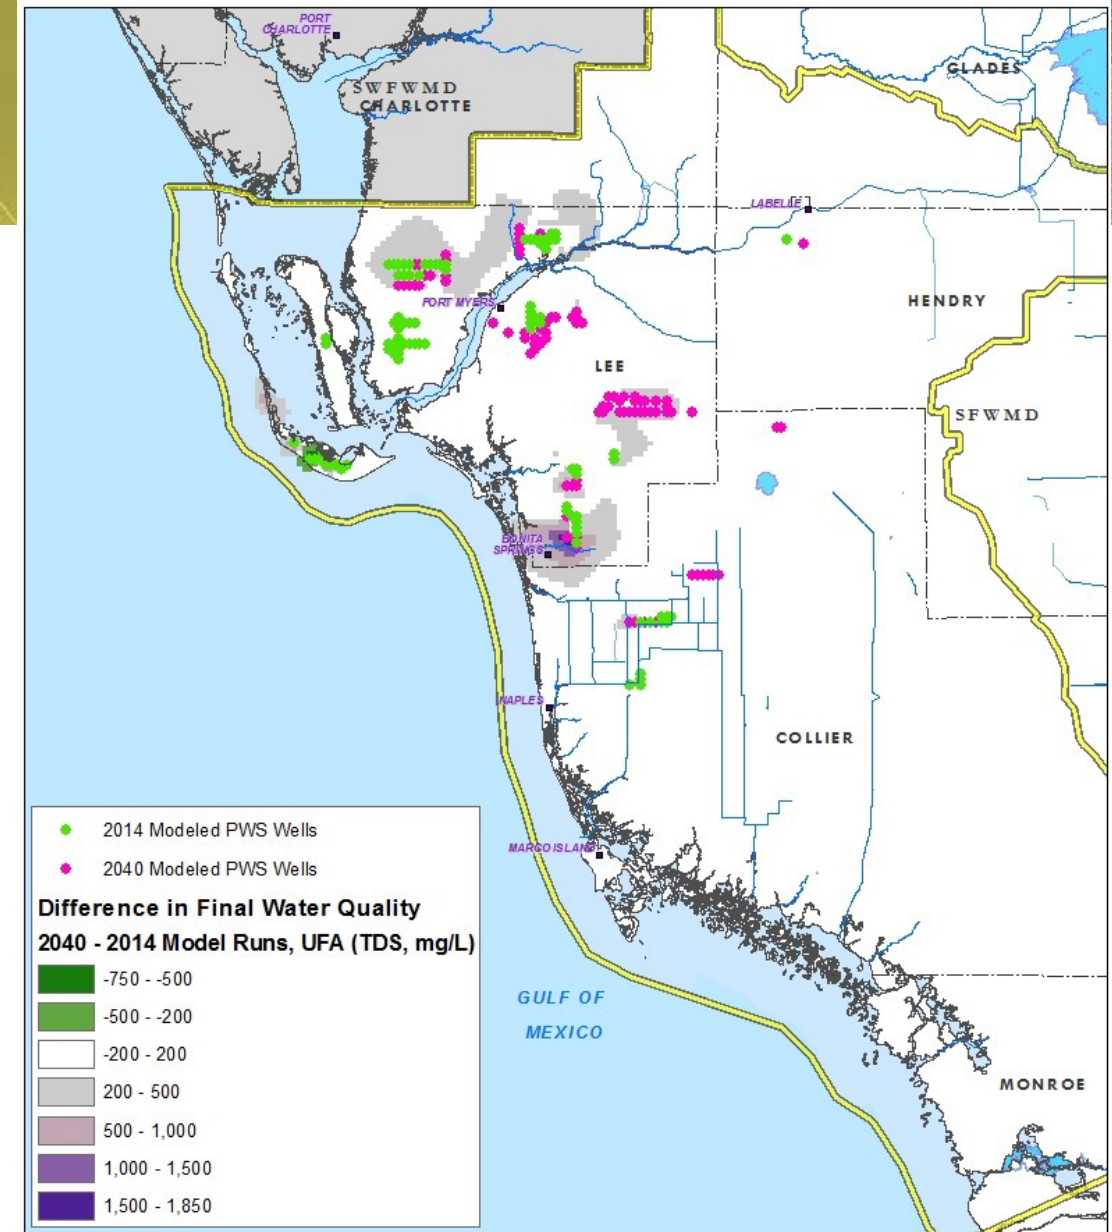 PORT
CHARLOTTE
SWFWMD
CHARLOTTE
GLADES
LABELLE
HENDRY
FORT MYERS
LEE
SFWMD
BONITA
SPRINGS
NAPLES
COLLIER
MARCO ISLAND
GULF OF
MEXICO
MONROE
2014 Modeled PWS Wells
2040 Modeled PWS Wells
Difference in Final Water Quality
2040 - 2014 Model Runs, UFA (TDS, mg/L)
-750 - -500
-500 - -200
-200 - 200
200 - 500
500 - 1,000
1,000 - 1,500
1,500 - 1,850